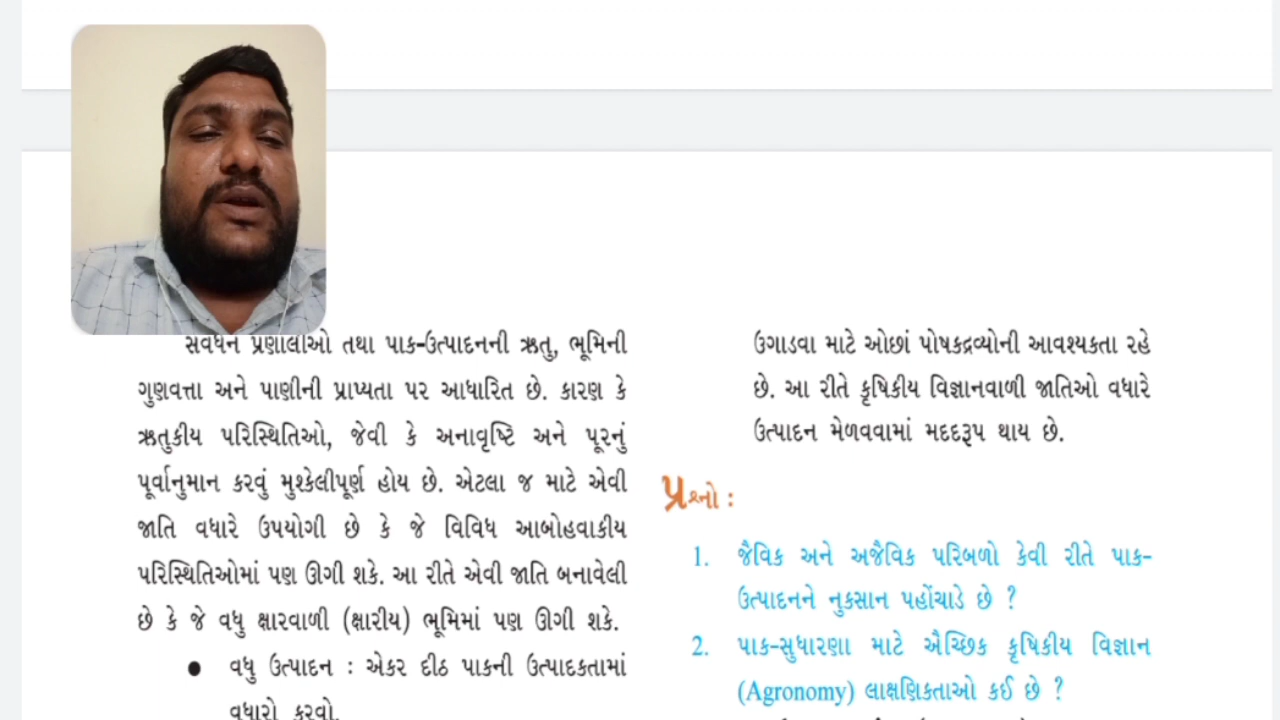 સંવર્ધન પ્રણાલીઓ તથા પાક-ઉત્પાદનની ઋતુ, ભૂમિની
ગુણવત્તા અને પાણીની પ્રાપ્યતા પર આધારિત છે. કારણ કે
ઋતુકીય પરિસ્થિતિઓ, જેવી કે અનાવૃષ્ટિ અને પૂરનું
પૂર્વાનુમાન કરવું મુશ્કેલીપૂર્ણ હોય છે. એટલા જ માટે એવી
જાતિ વધારે ઉપયોગી છે કે જે વિવિધ આબોહવાકીય
પરિસ્થિતિઓમાં પણ ઊગી શકે. આ રીતે એવી જાતિ બનાવેલી
છે કે જે વધુ ક્ષારવાળી (ક્ષારીય) ભૂમિમાં પણ ઊગી શકે.
● વધુ ઉત્પાદન : એકર દીઠ પાકની ઉત્પાદકતામાં
વધારો કરવો.
ઉગાડવા માટે ઓછાં પોષકદ્રવ્યોની આવશ્યકતા રહે
છે. આ રીતે કૃષિકીય વિજ્ઞાનવાળી જાતિઓ વધારે
ઉત્પાદન મેળવવામાં મદદરૂપ થાય છે.
પ્રશ્નો :
1. જૈવિક અને અજૈવિક પરિબળો કેવી રીતે પાક-
ઉત્પાદનને નુકસાન પહોંચાડે છે ?
2. પાક-સુધારણા માટે ઐચ્છિક કૃષિકીય વિજ્ઞાન
(Agronomy) લાક્ષણિકતાઓ કઈ છે ?